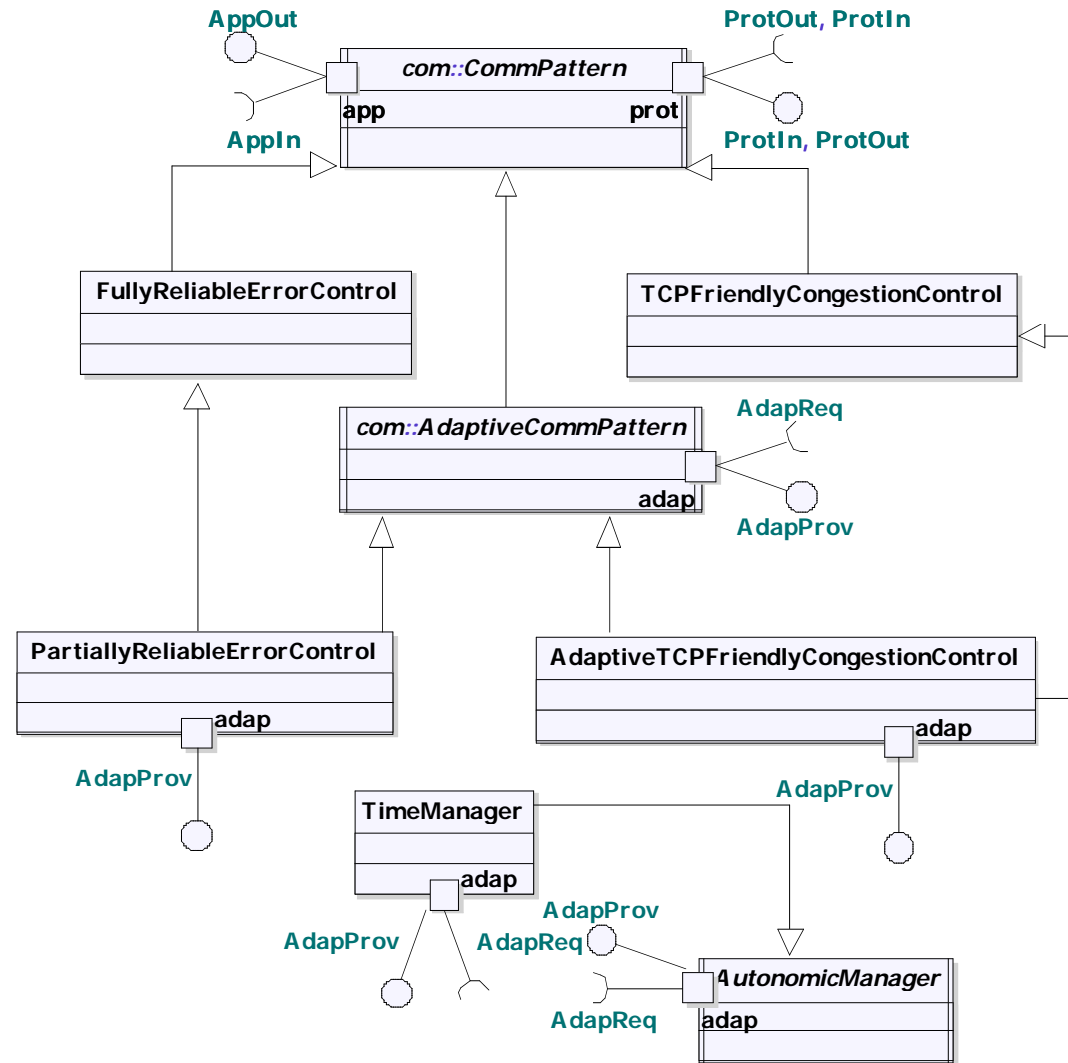 AppOut
ProtOut, ProtIn
com::CommPattern
app
prot
AppIn
ProtIn, ProtOut
FullyReliableErrorControl
TCPFriendlyCongestionControl
com::AdaptiveCommPattern
AdapReq
adap
AdapProv
PartiallyReliableErrorControl
AdaptiveTCPFriendlyCongestionControl
adap
adap
AdapProv
AdapProv
TimeManager
adap
AdapProv
AdapProv
AdapReq
AutonomicManager
AdapReq
adap